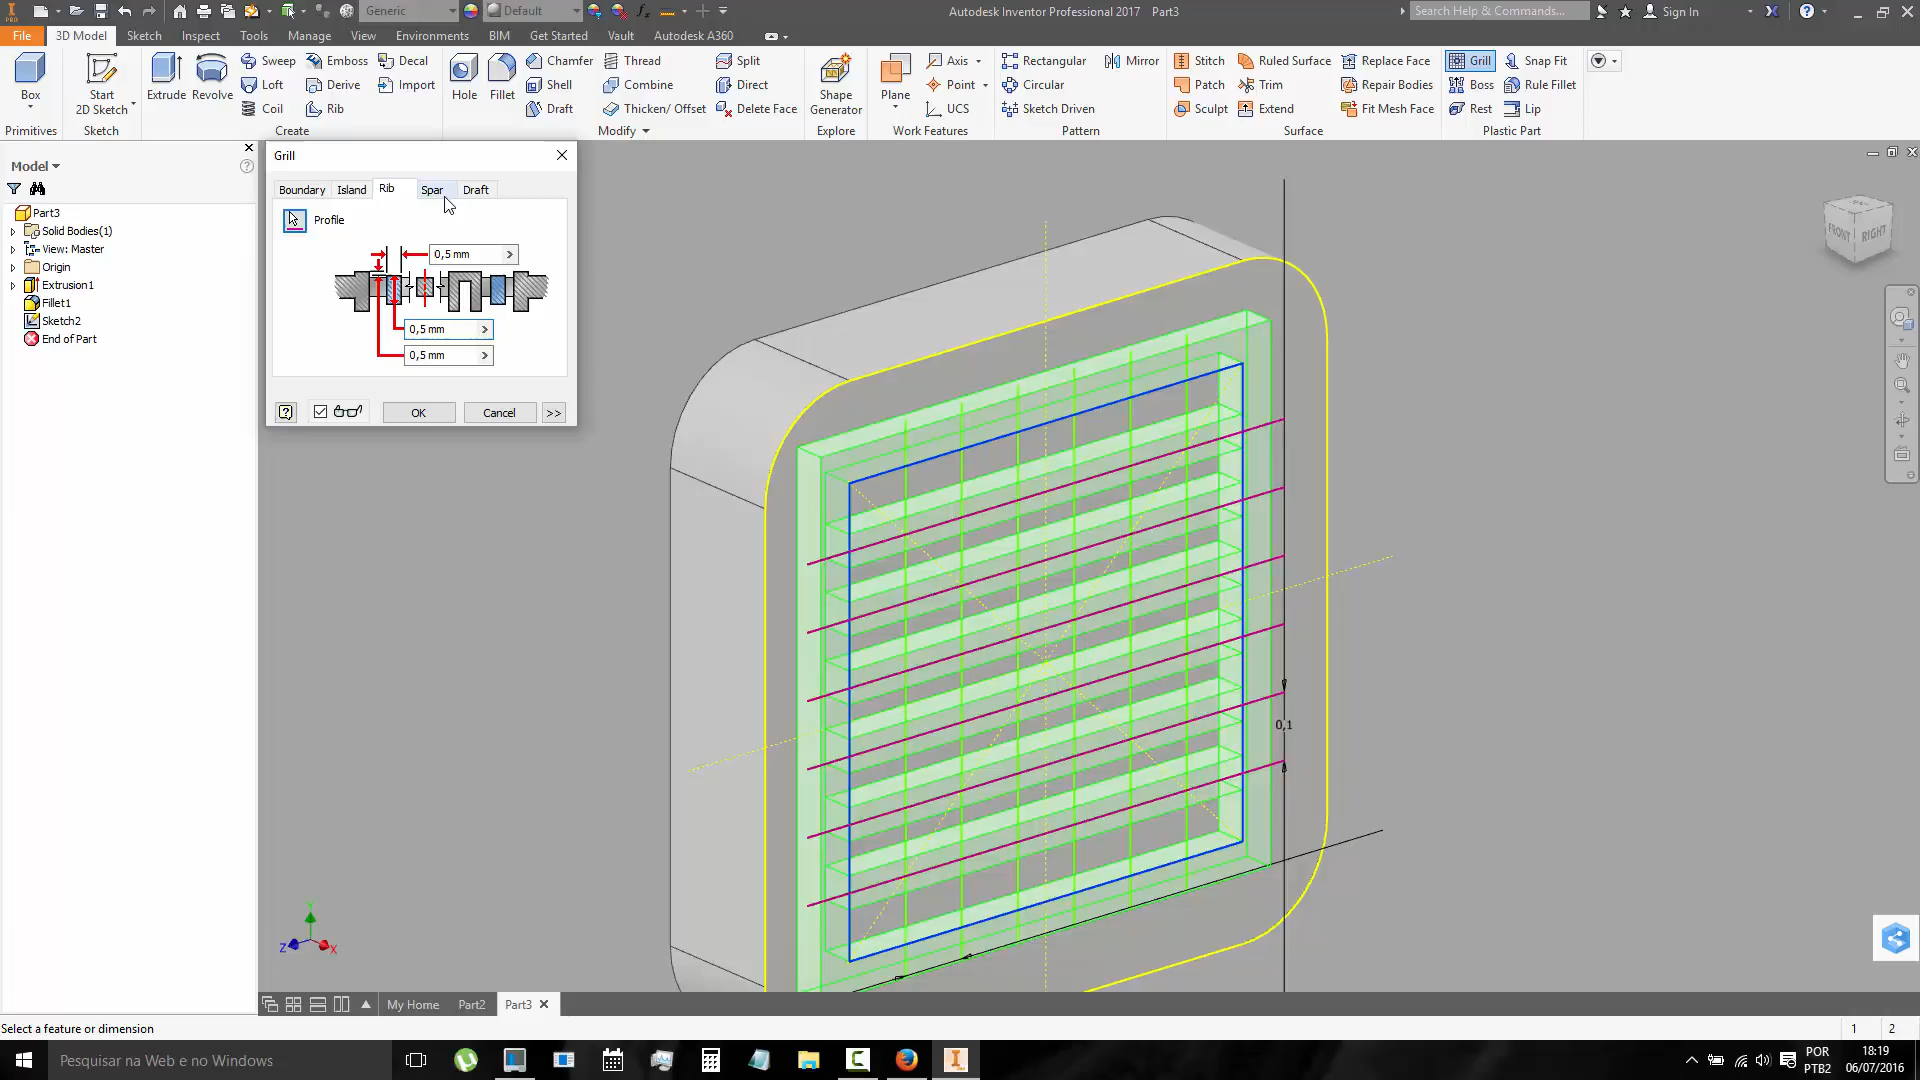 Generic
Default
Autodesk Inventor Professional 2017 Part3
Search Help & Commands...
Sign In
PRO
File 3D Model Sketch Inspect Tools Manage View Environments BIM Get Started Vault Autodesk A360
Box
Primitives
Start
2D Sketch
Sketch
Extrude Revolve
Sweep Emboss Decal
Loft Derive Import
Coil Rib
Create
Hole Fillet
Chamfer Thread Split
Shell Combine Direct
Draft Thicken/ Offset Delete Face
Modify
Shape
Generator
Explore
Plane
Axis
Point
UCS
Work Features
Rectangular Mirror
Circular
Sketch Driven
Pattern
Stitch Ruled Surface Replace Face
Patch Trim Repair Bodies
Sculpt Extend Fit Mesh Face
Surface
Grill Snap Fit
Boss Rule Fillet
Rest Lip
Plastic Part
Model
Part3
Solid Bodies(1)
View: Master
Origin
Extrusion1
Fillet1
Sketch2
End of Part
Grill
Boundary Island Rib Spar Draft
Profile
0,5 mm
0,5 mm
0,5 mm
OK Cancel >>
FRONT RIGHT
0,1
Y
Z X
My Home Part2 Part3
Select a feature or dimension
1 2
Pesquisar na Web e no Windows
POR
PTB2
18:19
06/07/2016